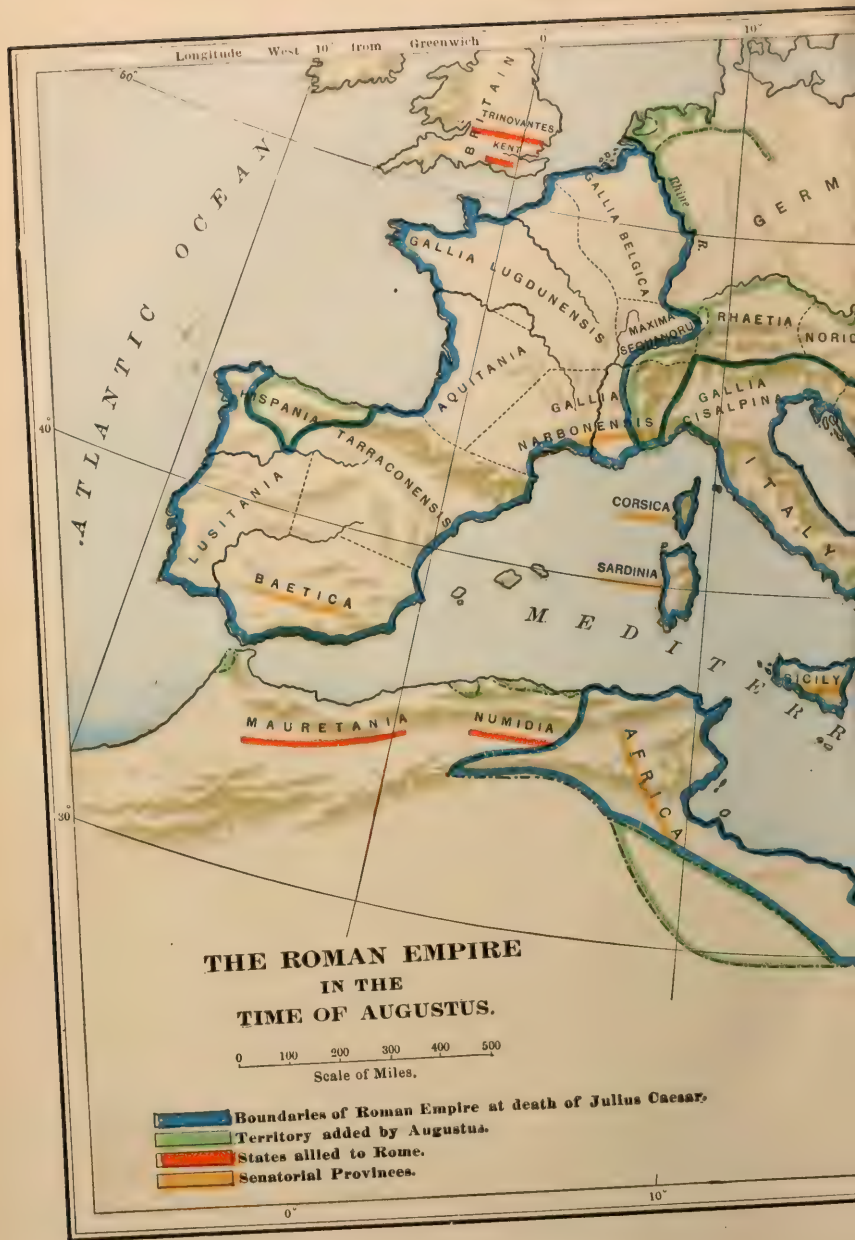 Longitude West 10° from Greenwich 0 10°
60°
BRITAIN
TRINOVANTES
KENT
ATLANTIC OCEAN
Rhine R.
GERM
GALLIA BELGICA
GALLIA LUGDUNENSIS
MAXIMA
SEQUANORU
RHAETIA
NORIC
AQUITANIA
GALLIA
NARBONENSIS
GALLIA
CISALPINA
HISPANIA
TARRACONENSIS
40°
LUSITANIA
ITALY
CORSICA
SARDINIA
BAETICA
MEDITERR
SICILY
MAURETANIA
NUMIDIA
AFRICA
30°
THE ROMAN EMPIRE
IN THE
TIME OF AUGUSTUS.
0 100 200 300 400 500
Scale of Miles.
Boundaries of Roman Empire at death of Julius Caesar.
Territory added by Augustus.
States allied to Rome.
Senatorial Provinces.
0° 10°